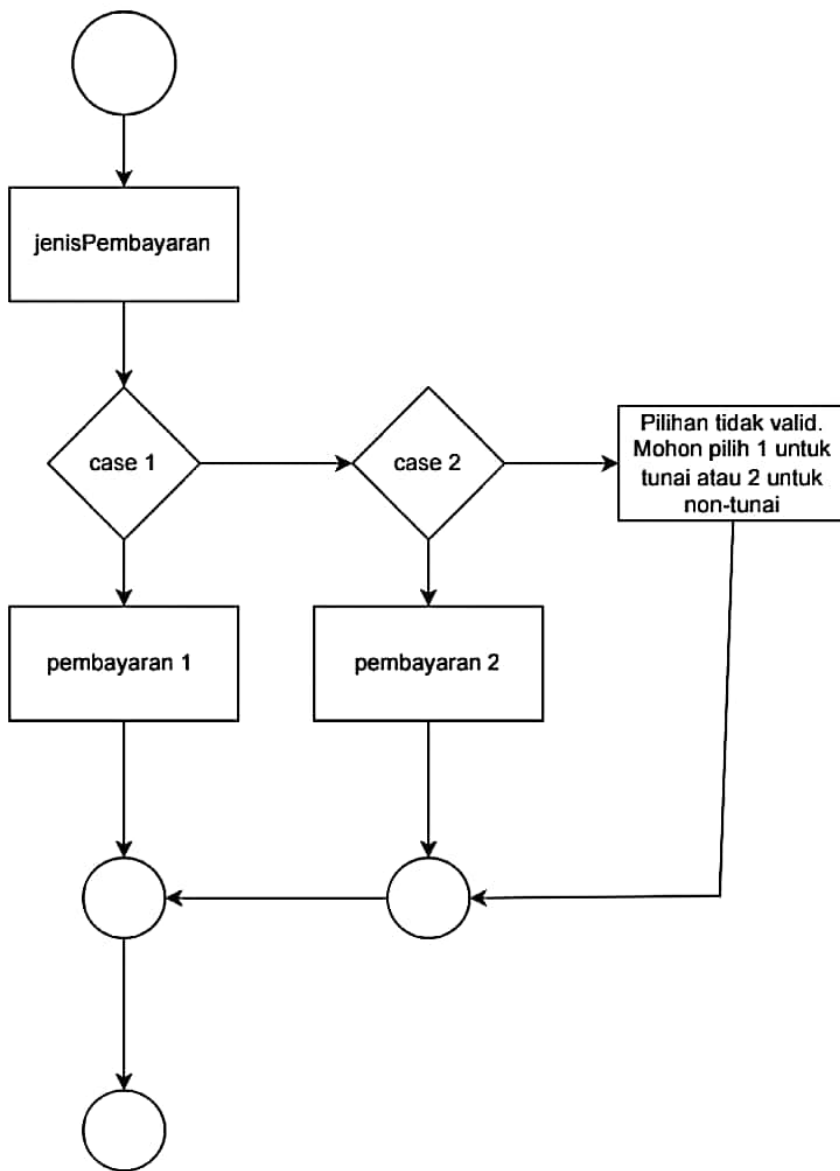 jenisPembayaran
case 1
case 2
Pilihan tidak valid.
Mohon pilih 1 untuk
tunai atau 2 untuk
non-tunai
pembayaran 1
pembayaran 2